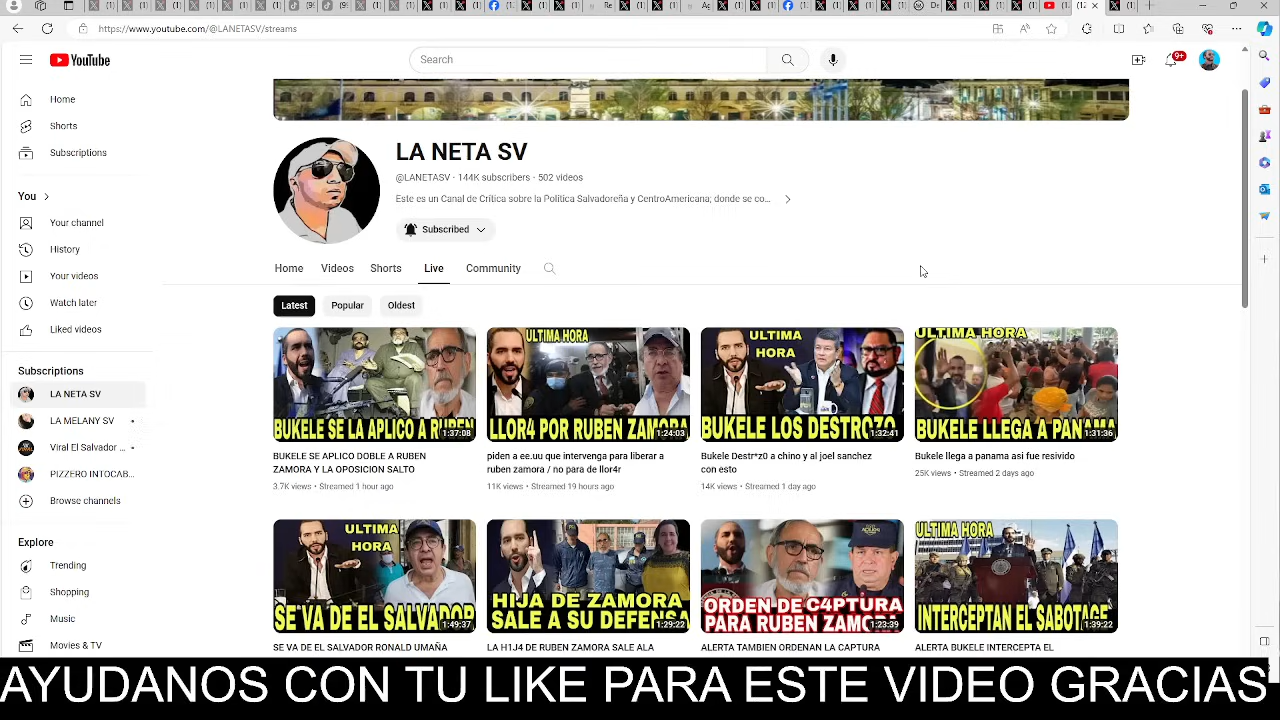 https://www.youtube.com/@LANETASV/streams
YouTube
Search
9+
Home
Shorts
Subscriptions
You
Your channel
History
Your videos
Watch later
Liked videos
Subscriptions
LA NETA SV
LA MELANY SV
Viral El Salvador ...
PIZZERO INTOCAB...
Browse channels
Explore
Trending
Shopping
Music
Movies & TV
LA NETA SV
@LANETASV · 144K subscribers · 502 videos
Este es un Canal de Crítica sobre la Política Salvadoreña y CentroAmericana; donde se co...
Subscribed
Home Videos Shorts Live Community
Latest Popular Oldest
BUKELE SE LA APLICO A RUBEN
1:37:08
BUKELE SE APLICO DOBLE A RUBEN
ZAMORA Y LA OPOSICION SALTO
3.7K views • Streamed 1 hour ago
ULTIMA HORA
LLOR4 POR RUBEN ZAMORA
1:24:03
piden a ee.uu que intervenga para liberar a
ruben zamora / no para de llor4r
11K views • Streamed 19 hours ago
ULTIMA
HORA
BUKELE LOS DESTROZO
1:32:41
Bukele Destr*z0 a chino y al joel sanchez
con esto
14K views • Streamed 1 day ago
ULTIMA HORA
BUKELE LLEGA A PANAMA
1:31:36
Bukele llega a panama asi fue resivido
25K views • Streamed 2 days ago
ULTIMA
HORA
SE VA DE EL SALVADOR
1:49:37
SE VA DE EL SALVADOR RONALD UMAÑA
HIJA DE ZAMORA
SALE A SU DEFENSA
1:29:22
LA H1J4 DE RUBEN ZAMORA SALE ALA
ORDEN DE C4PTURA
PARA RUBEN ZAMORA
1:23:39
ALERTA TAMBIEN ORDENAN LA CAPTURA
ULTIMA HORA
INTERCEPTAN EL SABOTAGE
1:39:22
ALERTA BUKELE INTERCEPTA EL
AYUDANOS CON TU LIKE PARA ESTE VIDEO GRACIAS